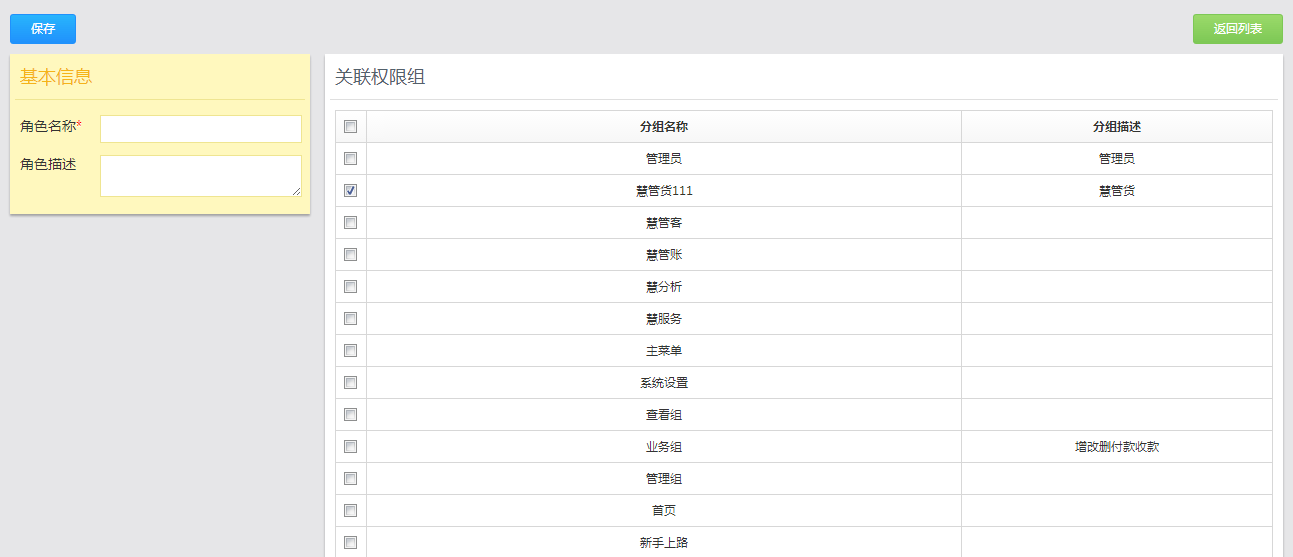 保存
返回列表
基本信息
角色名称*
角色描述
关联权限组
分组名称 分组描述
管理员 管理员
慧管货111 慧管货
慧管客
慧管账
慧分析
慧服务
主菜单
系统设置
查看组
业务组 增改删付款收款
管理组
首页
新手上路